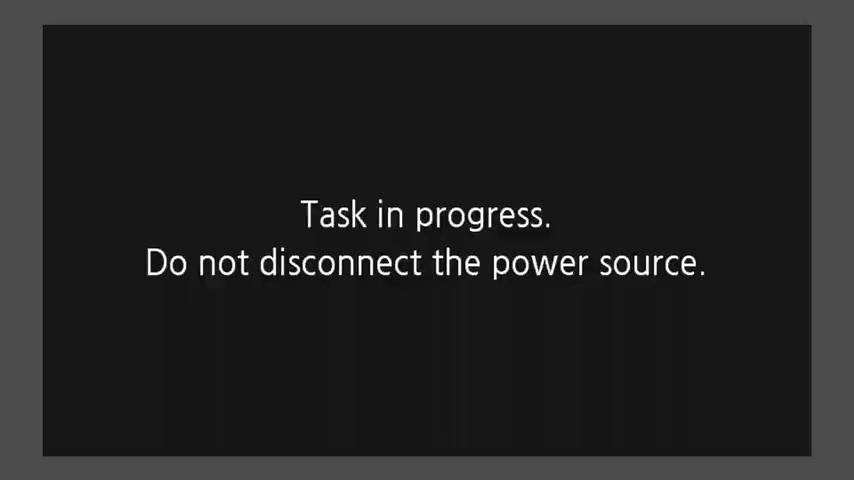 Task in progress.
Do not disconnect the power source.